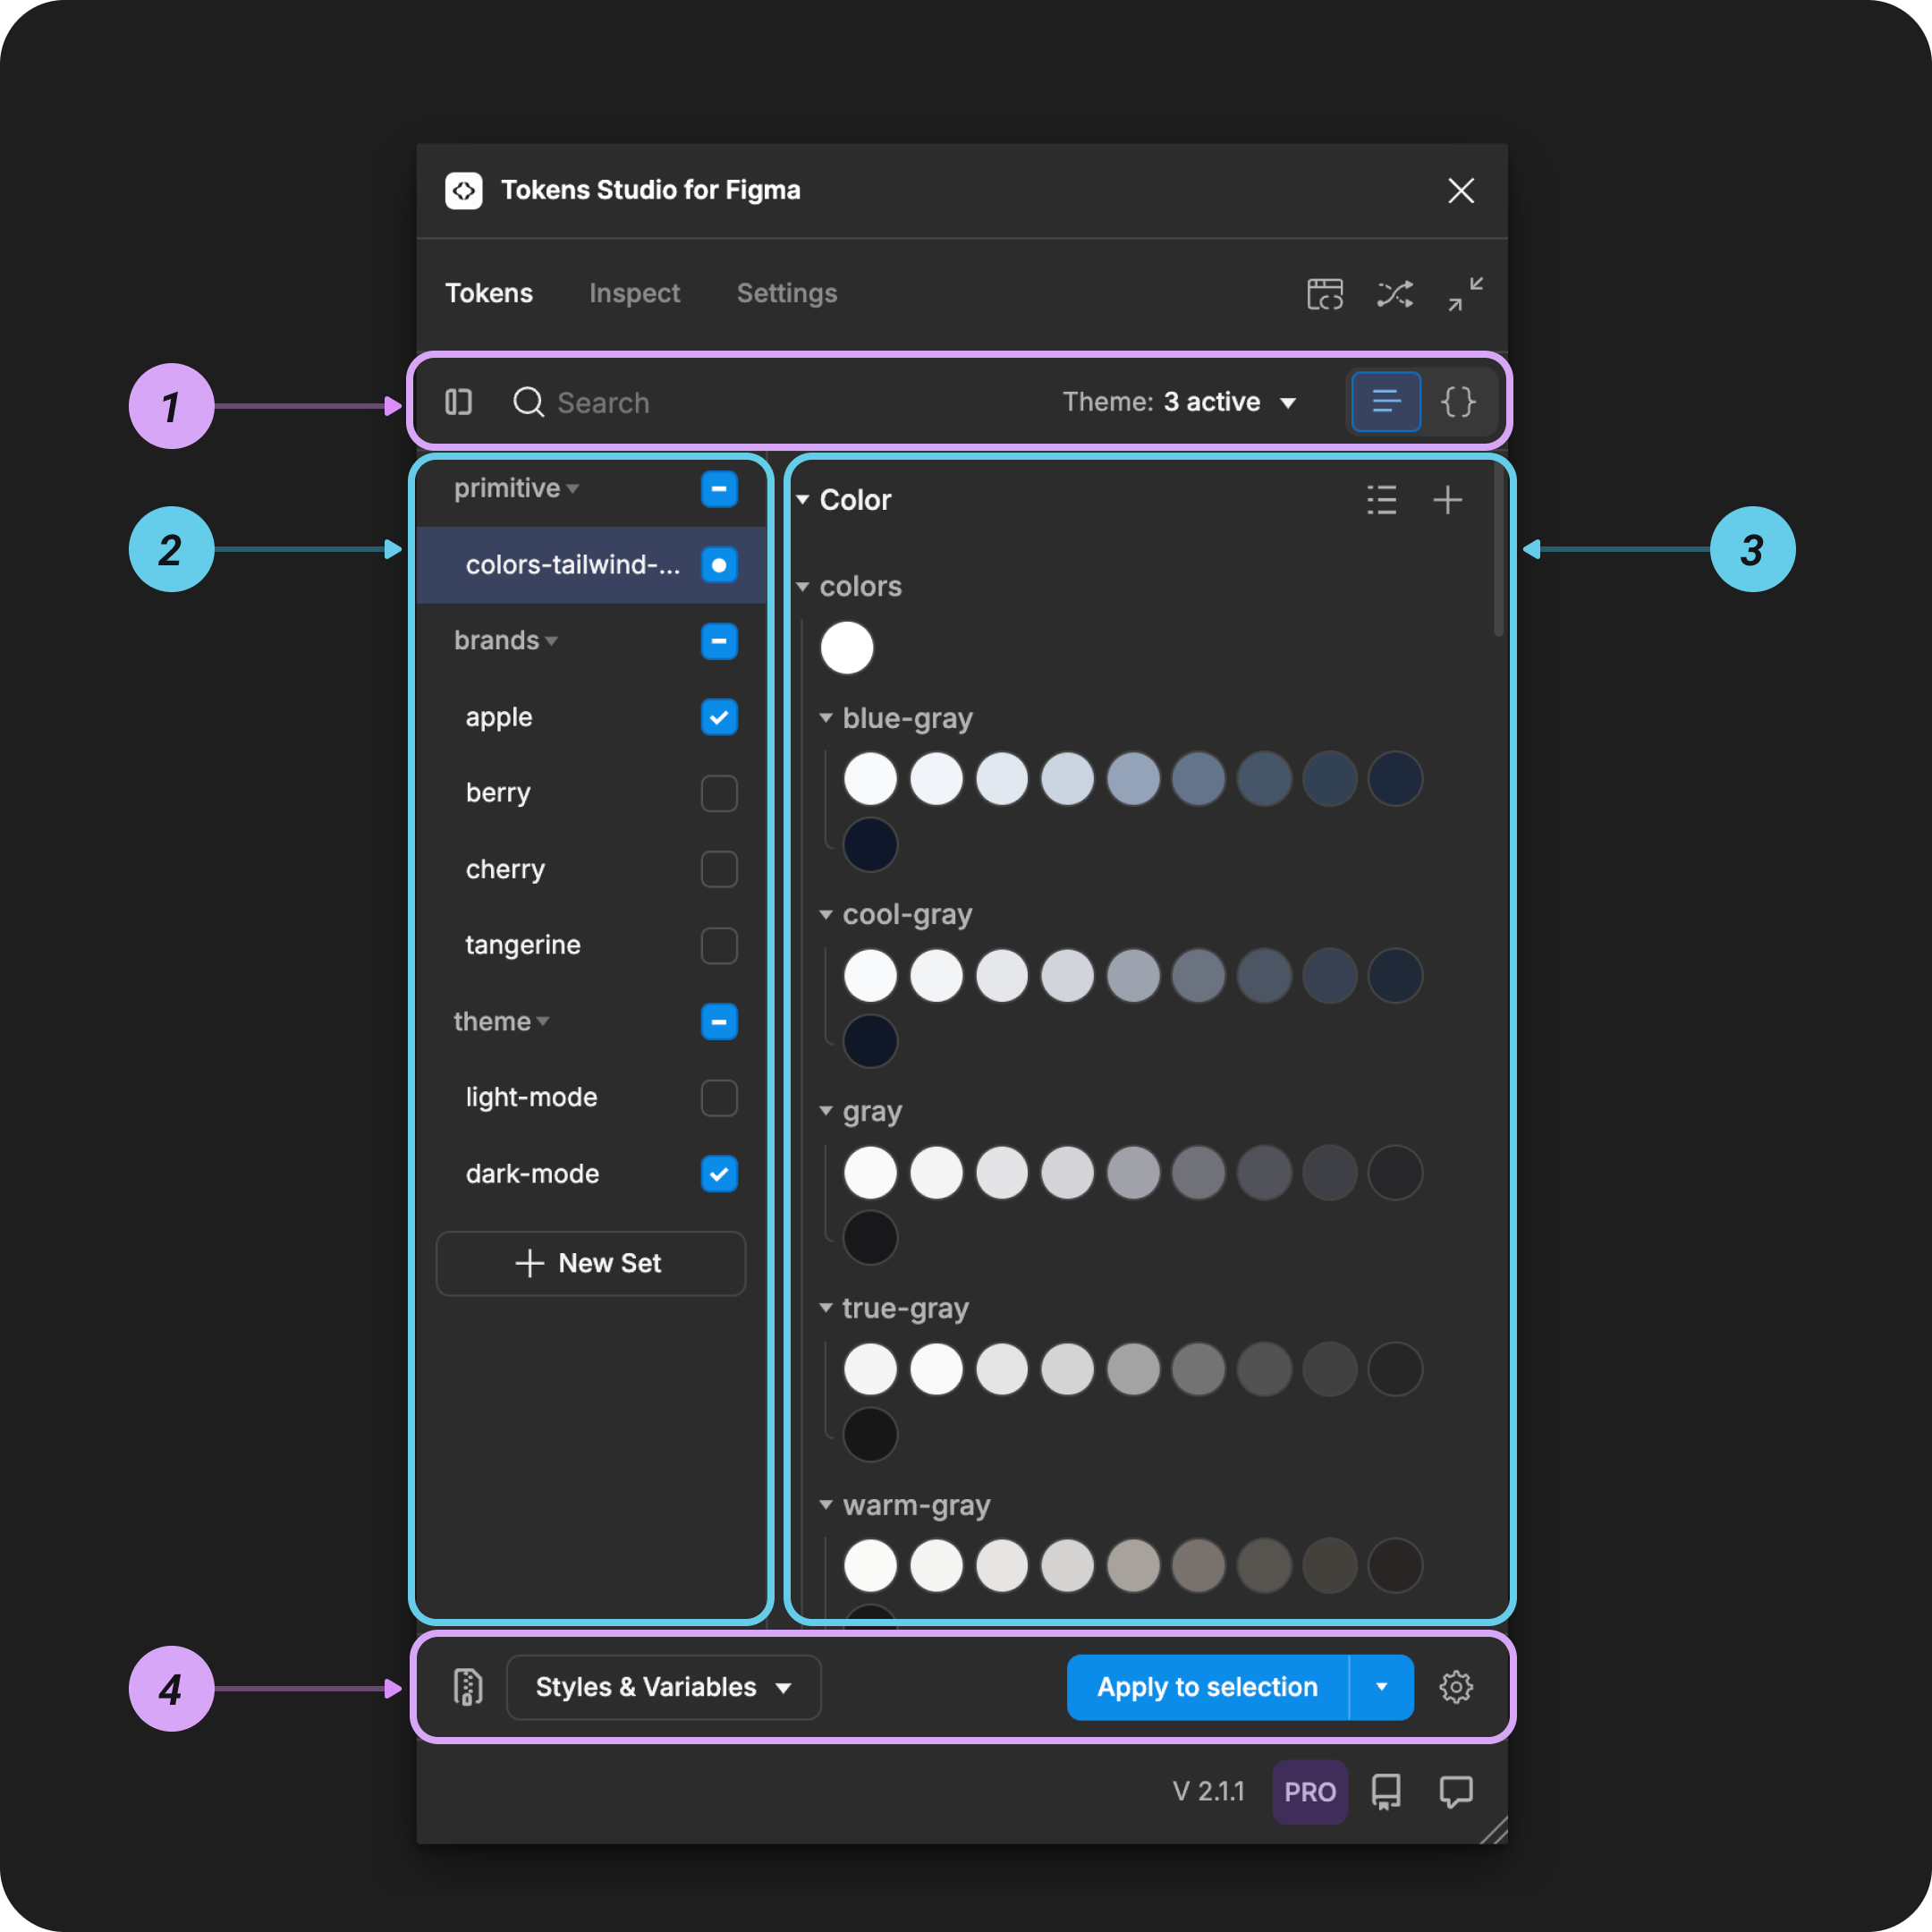 Tokens Studio for Figma
Tokens Inspect Settings
1
Search Theme: 3 active {}
2
primitive
colors-tailwind-...
brands
apple
berry
cherry
tangerine
theme
light-mode
dark-mode
New Set
3
Color
colors
blue-gray
cool-gray
gray
true-gray
warm-gray
4
Styles & Variables Apply to selection
V 2.1.1 PRO